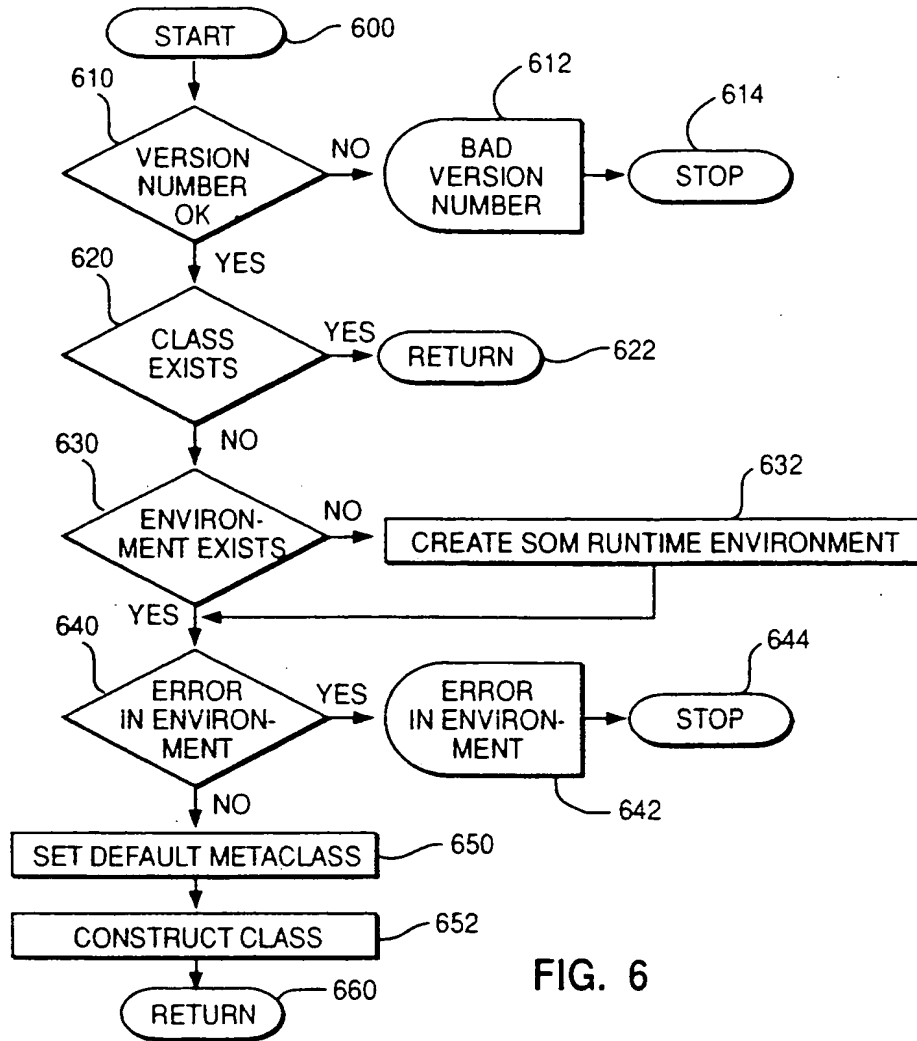 START
600
610
VERSION
NUMBER
OK
NO
612
BAD
VERSION
NUMBER
614
STOP
YES
620
CLASS
EXISTS
YES
RETURN
622
NO
630
ENVIRON-
MENT EXISTS
NO
632
CREATE SOM RUNTIME ENVIRONMENT
YES
640
ERROR
IN ENVIRON-
MENT
YES
ERROR
IN ENVIRON-
MENT
642
644
STOP
NO
SET DEFAULT METACLASS
650
CONSTRUCT CLASS
652
RETURN
660
FIG. 6